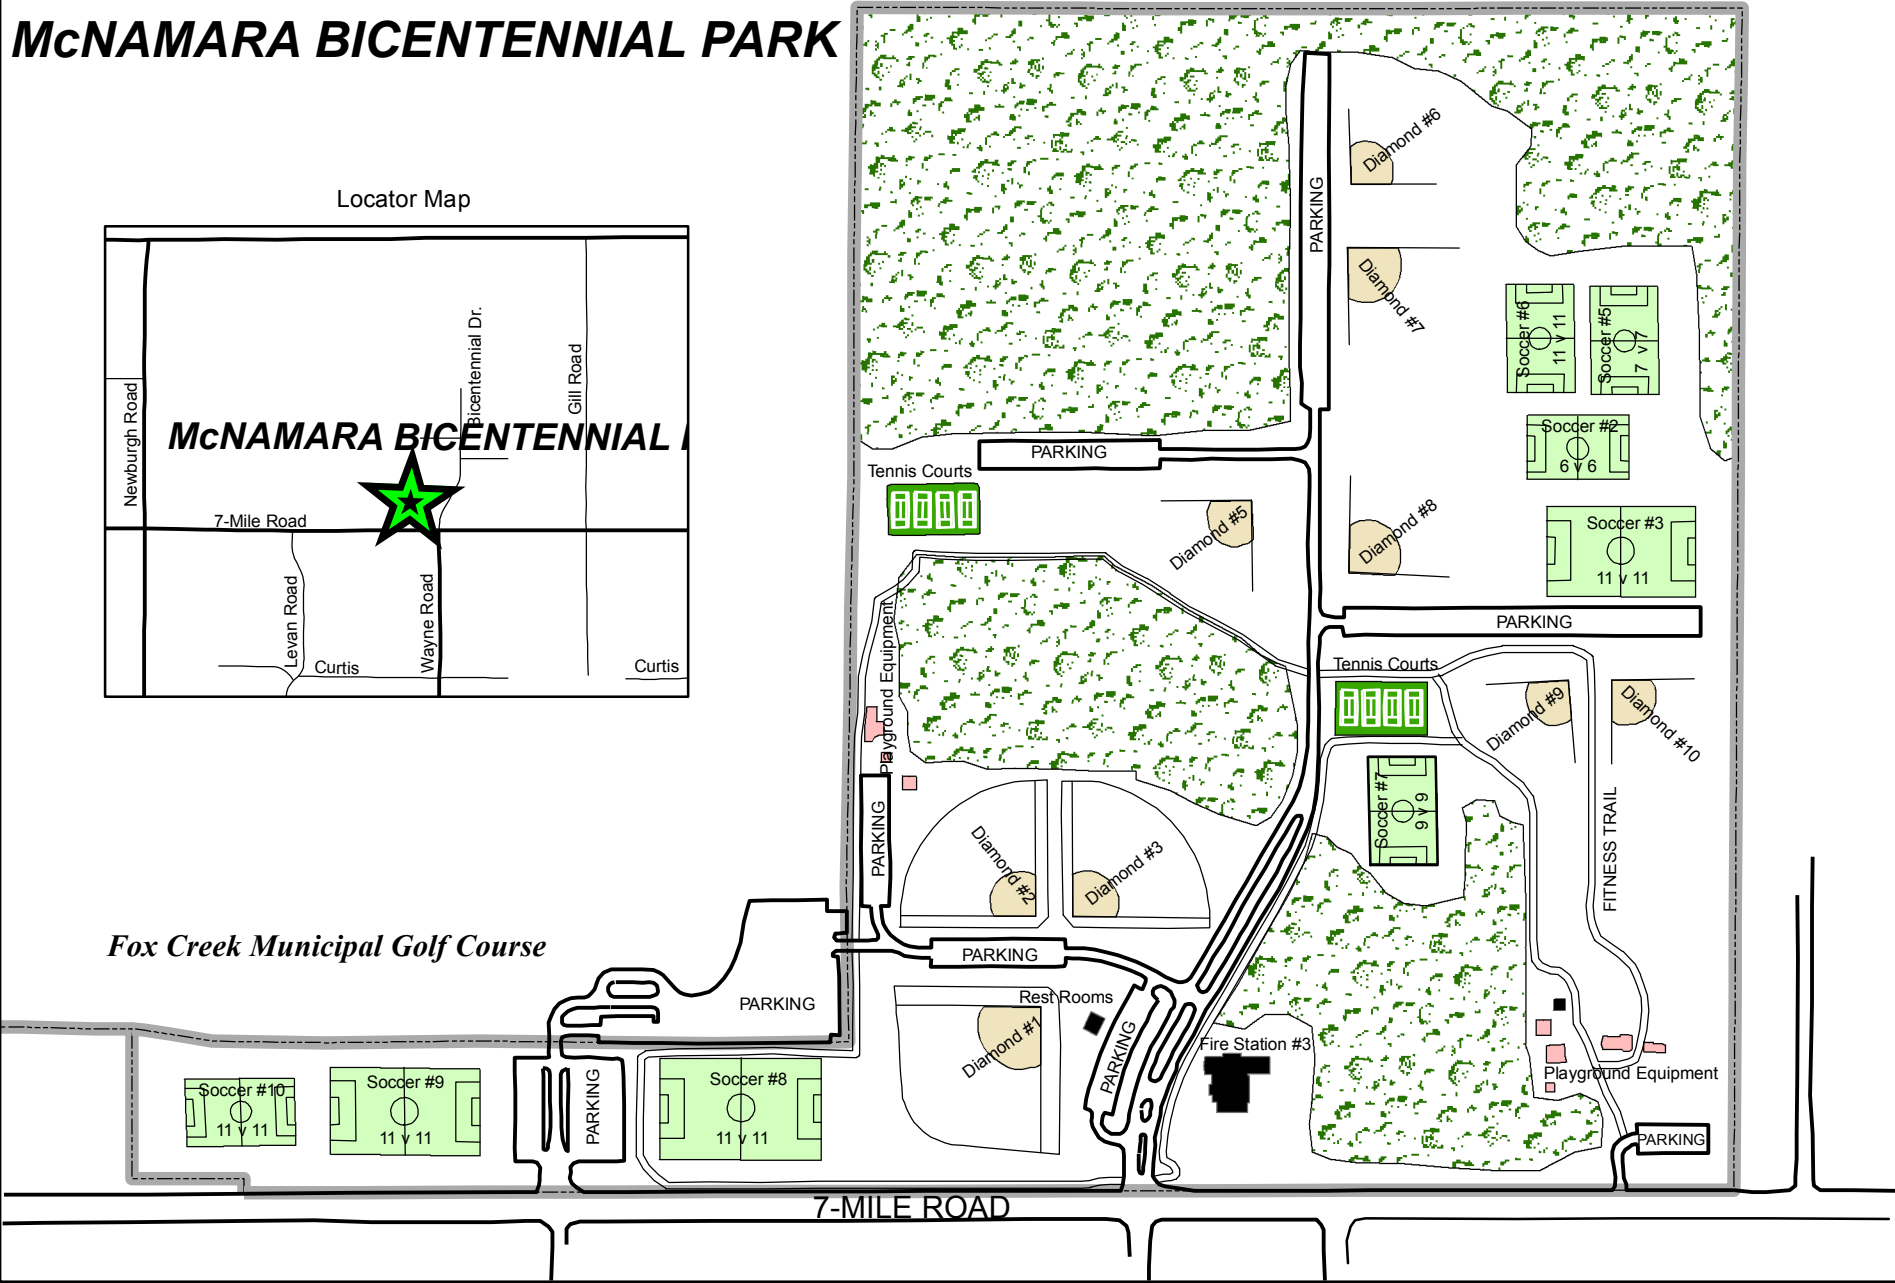 McNAMARA BICENTENNIAL PARK
Locator Map
Newburgh Road
Bicentennial Dr.
Gill Road
McNAMARA BICENTENNIAL
7-Mile Road
Levan Road
Wayne Road
Curtis
Curtis
PARKING
Diamond #6
Diamond #7
Soccer #6
11 v 11
Soccer #5
7 v 7
Soccer #2
6 v 6
PARKING
Tennis Courts
Diamond #5
Diamond #8
Soccer #3
11 v 11
PARKING
Playground Equipment
Tennis Courts
Diamond #9
Diamond #10
Soccer #7
9 v 9
FITNESS TRAIL
PARKING
Diamond #2
Diamond #3
Fox Creek Municipal Golf Course
PARKING
PARKING
Rest Rooms
Diamond #1
PARKING
Fire Station #3
Playground Equipment
Soccer #10
11 v 11
Soccer #9
11 v 11
PARKING
Soccer #8
11 v 11
PARKING
7-MILE ROAD